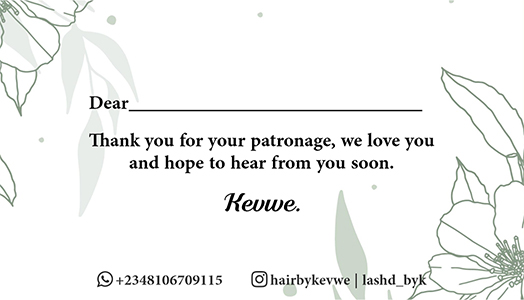 Dear______________________________
Thank you for your patronage, we love you
and hope to hear from you soon.
Kevwe.
+2348106709115 hairbykevwe | lashd_byk